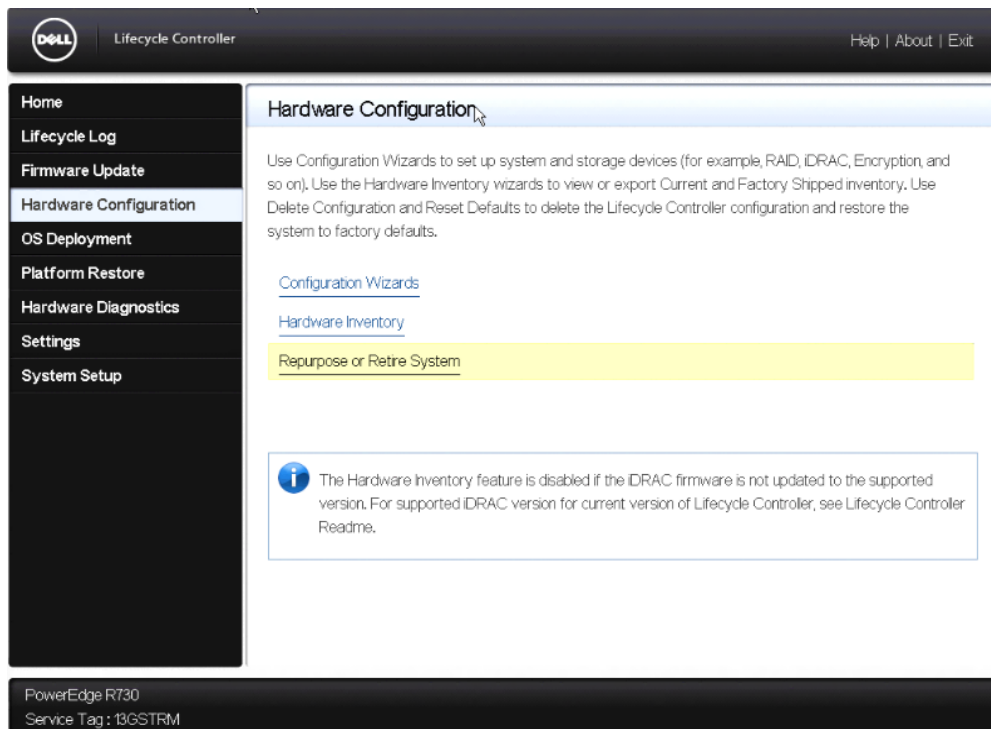 DELL
Lifecycle Controller
Help | About | Exit
Home
Lifecycle Log
Firmware Update
Hardware Configuration
OS Deployment
Platform Restore
Hardware Diagnostics
Settings
System Setup
Hardware Configuration
Use Configuration Wizards to set up system and storage devices (for example, RAID, iDRAC, Encryption, and
so on). Use the Hardware Inventory wizards to view or export Current and Factory Shipped inventory. Use
Delete Configuration and Reset Defaults to delete the Lifecycle Controller configuration and restore the
system to factory defaults.
Configuration Wizards
Hardware Inventory
Repurpose or Retire System
The Hardware Inventory feature is disabled if the iDRAC firmware is not updated to the supported
version. For supported iDRAC version for current version of Lifecycle Controller, see Lifecycle Controller
Readme.
PowerEdge R730
Service Tag : 13GSTRM